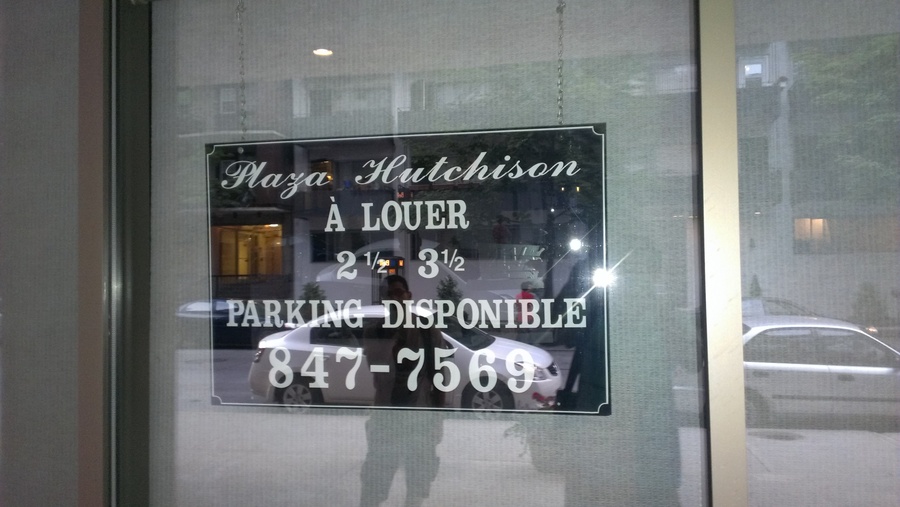 Plaza Hutchison
À LOUER
2 1/2 3 1/2
PARKING DISPONIBLE
847-7569